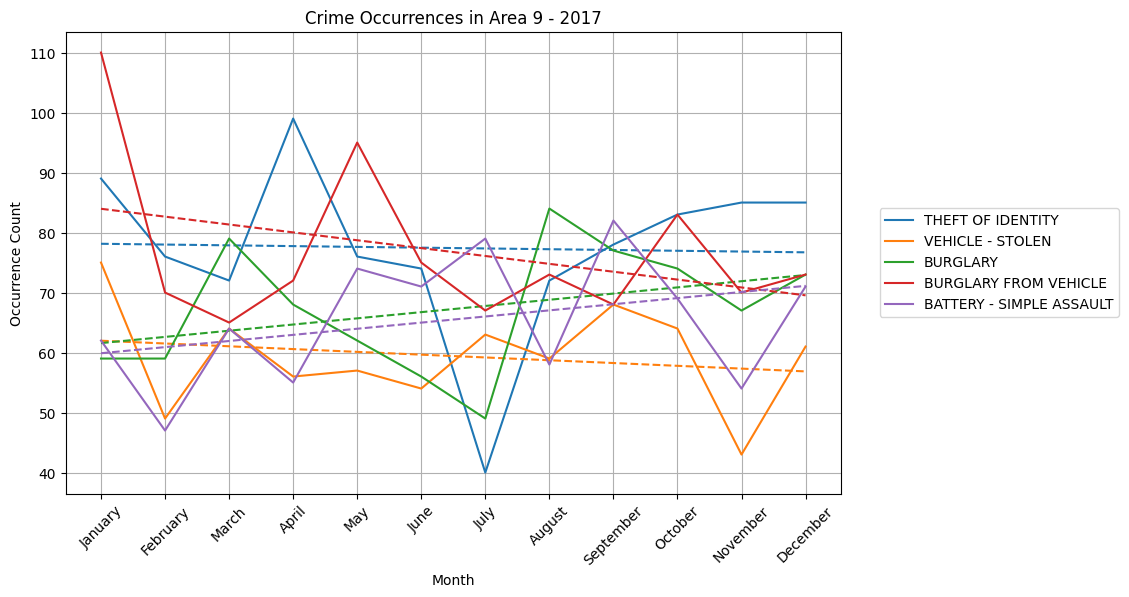 Crime Occurrences in Area 9 - 2017
Occurrence Count
110
100
90
80
70
60
50
40
January
February
March
April
May
June
July
August
September
October
November
December
Month
THEFT OF IDENTITY
VEHICLE - STOLEN
BURGLARY
BURGLARY FROM VEHICLE
BATTERY - SIMPLE ASSAULT